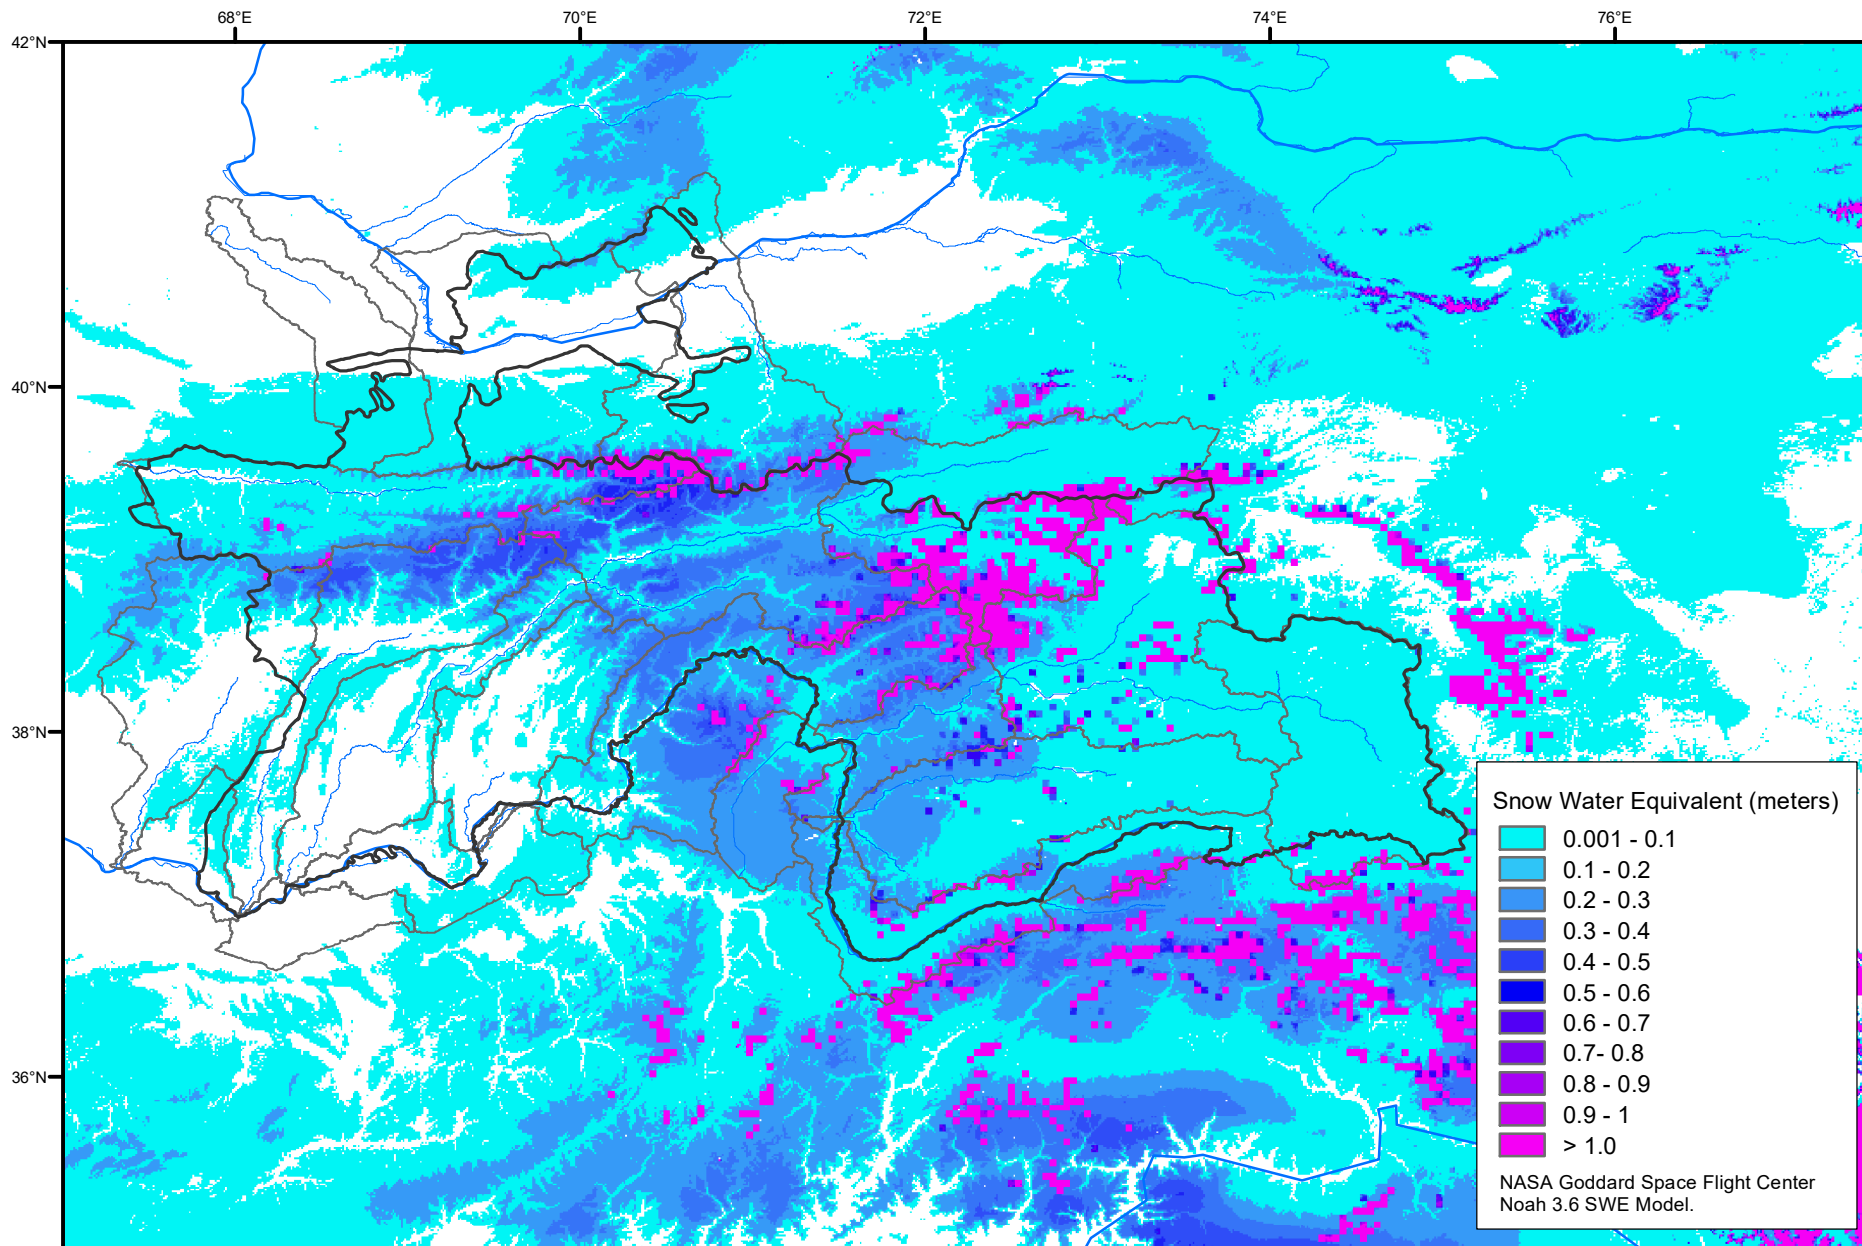 68°E
70°E
72°E
74°E
76°E
42°N
40°N
38°N
36°N
Snow Water Equivalent (meters)
0.001 - 0.1
0.1 - 0.2
0.2 - 0.3
0.3 - 0.4
0.4 - 0.5
0.5 - 0.6
0.6 - 0.7
0.7- 0.8
0.8 - 0.9
0.9 - 1
> 1.0
NASA Goddard Space Flight Center
Noah 3.6 SWE Model.